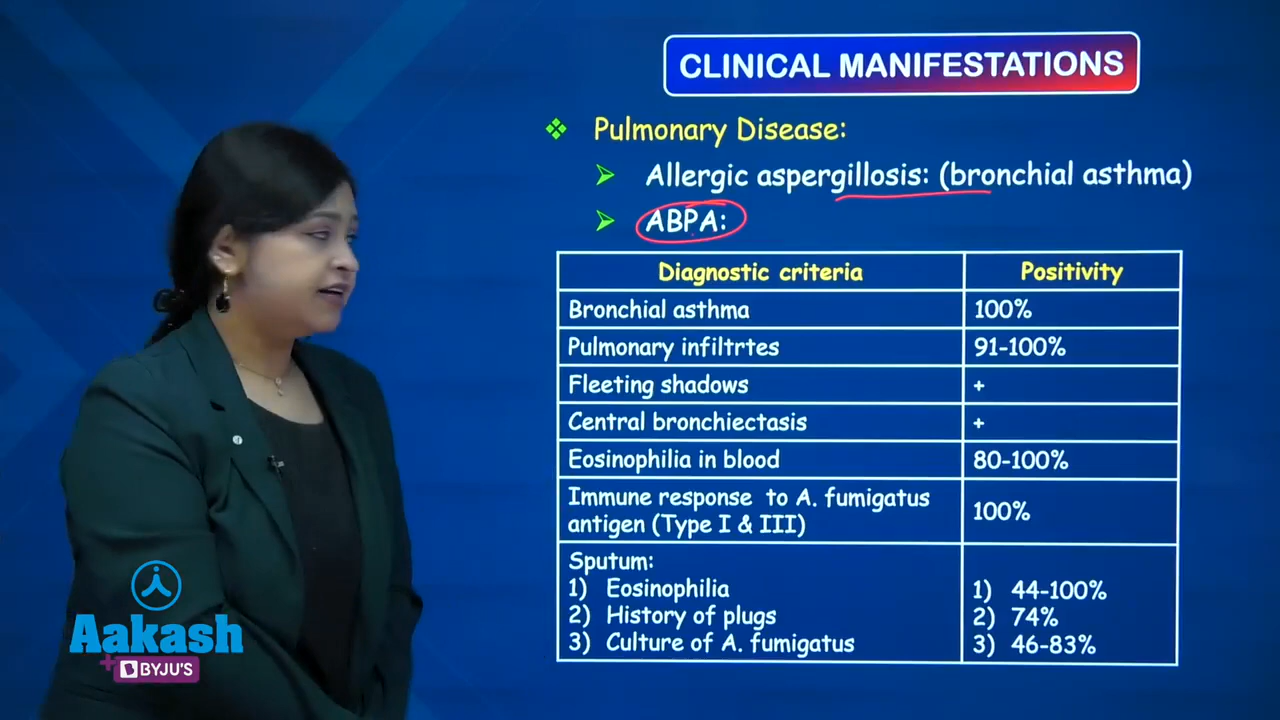 CLINICAL MANIFESTATIONS
❖ Pulmonary Disease:
➢ Allergic aspergillosis: (bronchial asthma)
➢ ABPA:
Diagnostic criteria Positivity
Bronchial asthma 100%
Pulmonary infiltrtes 91-100%
Fleeting shadows +
Central bronchiectasis +
Eosinophilia in blood 80-100%
Immune response to A. fumigatus
antigen (Type I & III) 100%
Sputum:
1) Eosinophilia 1) 44-100%
2) History of plugs 2) 74%
3) Culture of A. fumigatus 3) 46-83%
Aakash
+ BYJU'S